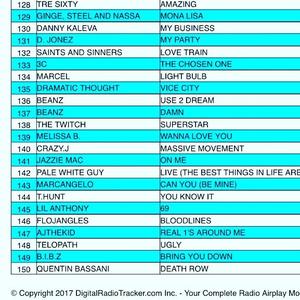 128 TRE SIXTY AMAZING
129 GINGE, STEEL AND NASSA MONA LISA
130 DANNY KALEVA MY BUSINESS
131 D. JONEZ MY PARTY
132 SAINTS AND SINNERS LOVE TRAIN
133 3C THE CHOSEN ONE
134 MARCEL LIGHT BULB
135 DRAMATIC THOUGHT VICE CITY
136 BEANZ USE 2 DREAM
137 BEANZ DAMN
138 THE TWITCH SUPERSTAR
139 MELISSA B. WANNA LOVE YOU
140 CRAZY.J MASSIVE MOVEMENT
141 JAZZIE MAC ON ME
142 PALE WHITE GUY LIVE (THE BEST THINGS IN LIFE ARE
143 MARCANGELO CAN YOU (BE MINE)
144 T.HUNT YOU KNOW IT
145 LIL ANTHONY 69
146 FLOJANGLES BLOODLINES
147 AJTHEKID REAL 1'S AROUND ME
148 TELOPATH UGLY
149 B.I.B.Z BRING YOU DOWN
150 QUENTIN BASSANI DEATH ROW
© Copyright 2017 DigitalRadioTracker.com Inc. - Your Complete Radio Airplay Mo